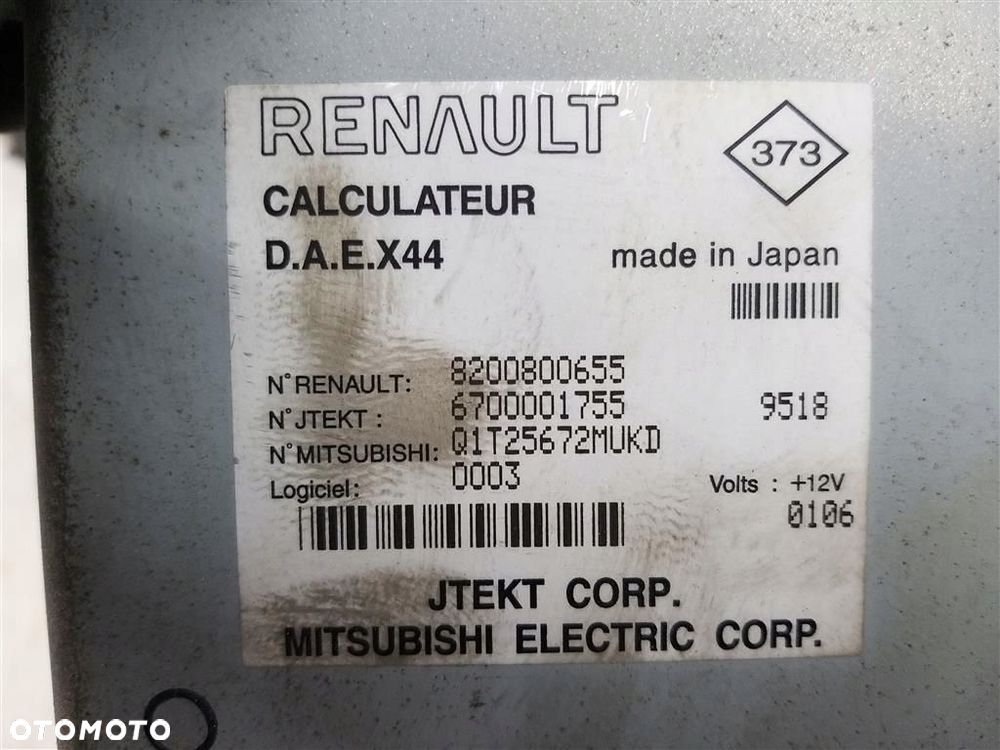 RENAULT
373
CALCULATEUR
D.A.E.X44
made in Japan
N°RENAULT: 8200800655
N°JTEKT : 6700001755 9518
N°MITSUBISHI: Q1T25672MUKD
Logiciel: 0003 Volts : +12V
0106
JTEKT CORP.
MITSUBISHI ELECTRIC CORP.
OTOMOTO